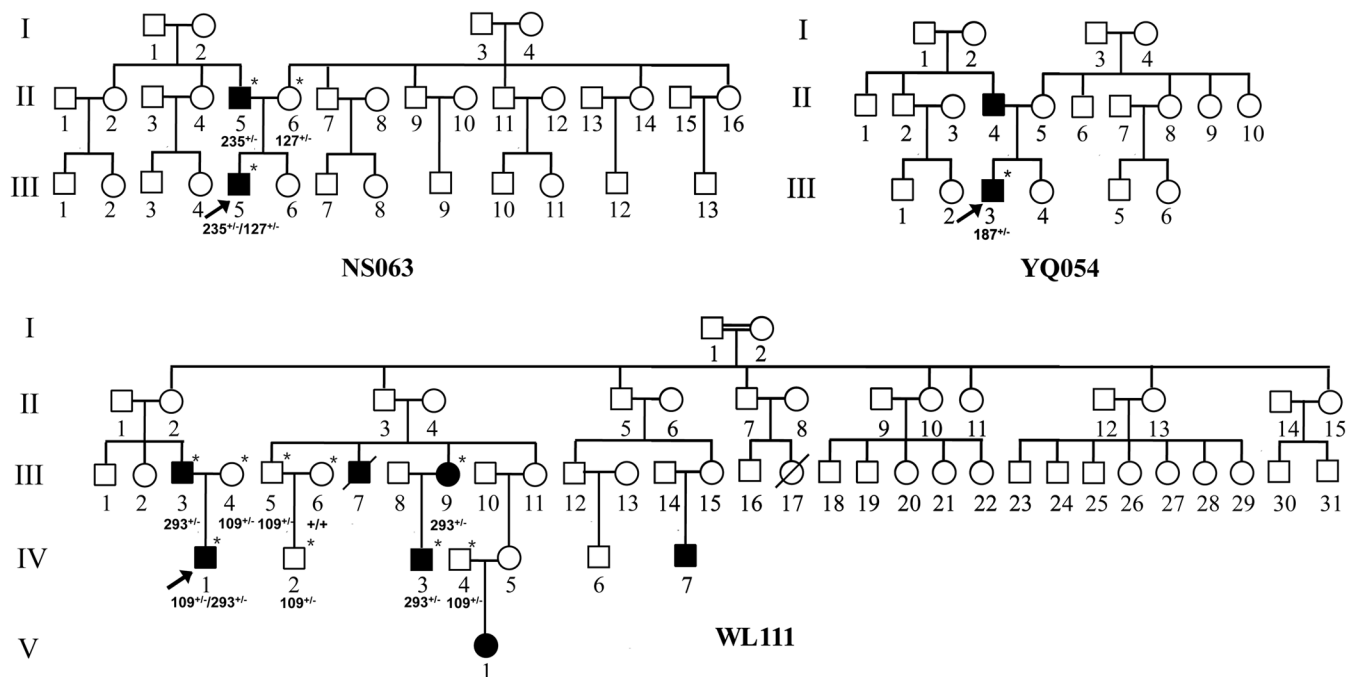 I I
1 2 3 4 1 2 3 4
* *
II II
1 2 3 4 5 6 7 8 9 10 11 12 13 14 15 16 1 2 3 4 5 6 7 8 9 10
235+/- 127+/-
* *
III III
1 2 3 4 5 6 7 8 9 10 11 12 13 1 2 3 4 5 6
235+/-/127+/- 187+/-
NS063 YQ054
I
1 2
II
1 2 3 4 5 6 7 8 9 10 11 12 13 14 15
* * * * *
III
1 2 3 4 5 6 7 8 9 10 11 12 13 14 15 16 17 18 19 20 21 22 23 24 25 26 27 28 29 30 31
293+/- 109+/- 109+/- +/+ 293+/-
* * * *
IV
1 2 3 4 5 6 7
109+/-/293+/- 109+/- 293+/- 109+/-
WL111
V
1